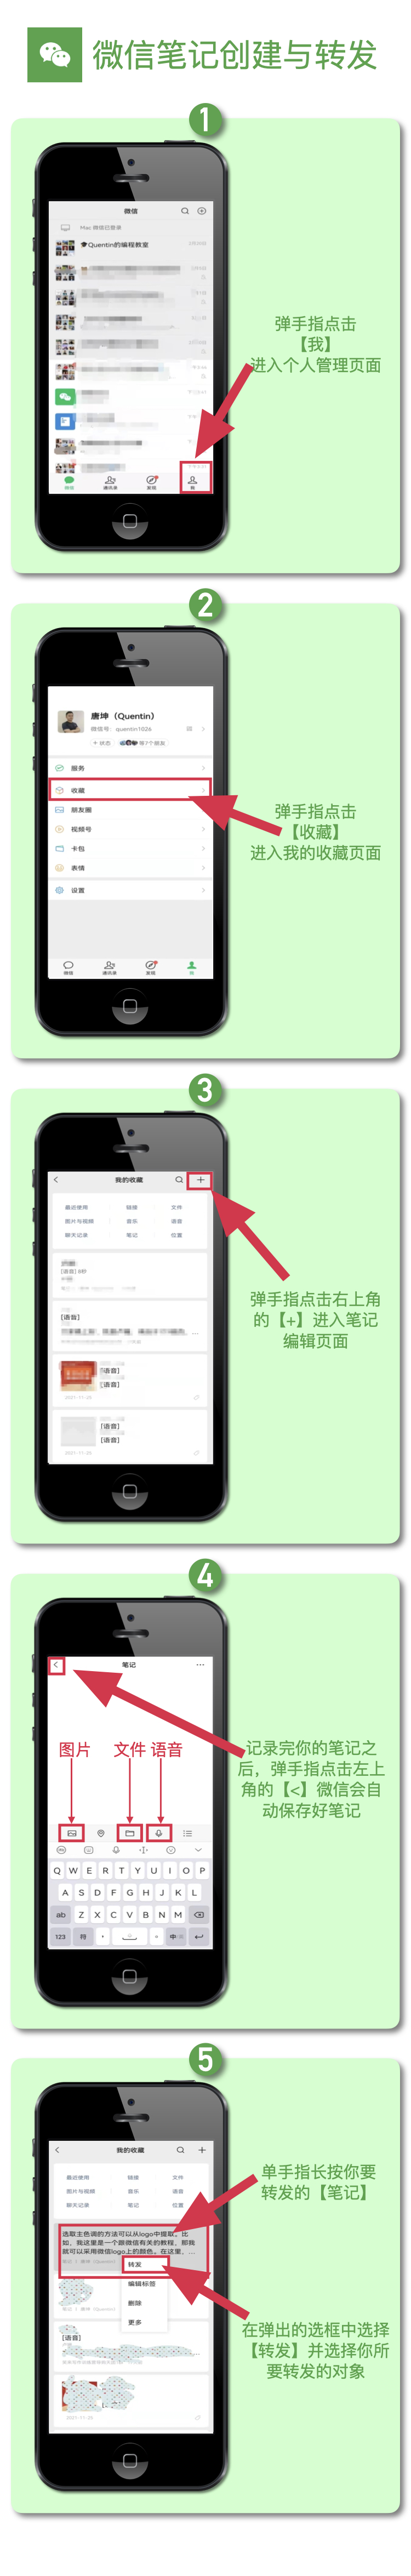 微信笔记创建与转发
1
微信
Mac 微信已登录
Quentin的编程教室
弹手指点击
【我】
进入个人管理页面
微信
通讯录
发现
我
2
唐坤（Quentin）
微信号：quentin1026
+ 状态
等7个朋友
服务
收藏
朋友圈
视频号
卡包
表情
设置
弹手指点击
【收藏】
进入我的收藏页面
微信
通讯录
发现
我
3
我的收藏
最近使用
链接
文件
图片与视频
音乐
语音
聊天记录
笔记
位置
[语音]
[语音]
[语音]
[语音]
2021-11-26
[语音]
[语音]
2021-11-26
弹手指点击右上角
的【+】进入笔记
编辑页面
4
笔记
图片
文件
语音
记录完你的笔记之
后，弹手指点击左上
角的【<】微信会自
动保存好笔记
Q W E R T Y U I O P
A S D F G H J K L
ab Z X C V B N M
123 符 中
5
我的收藏
最近使用
链接
文件
图片与视频
音乐
语音
聊天记录
笔记
位置
选取主色调的方法可以从logo中提取。比
如，我这里是一个跟微信有关的教程，那我
就可以采用微信logo上的颜色。在这里，...
转发
编辑标签
删除
更多
[语音]
2021-11-26
单手指长按你要
转发的【笔记】
在弹出的选框中选择
【转发】并选择你所
要转发的对象